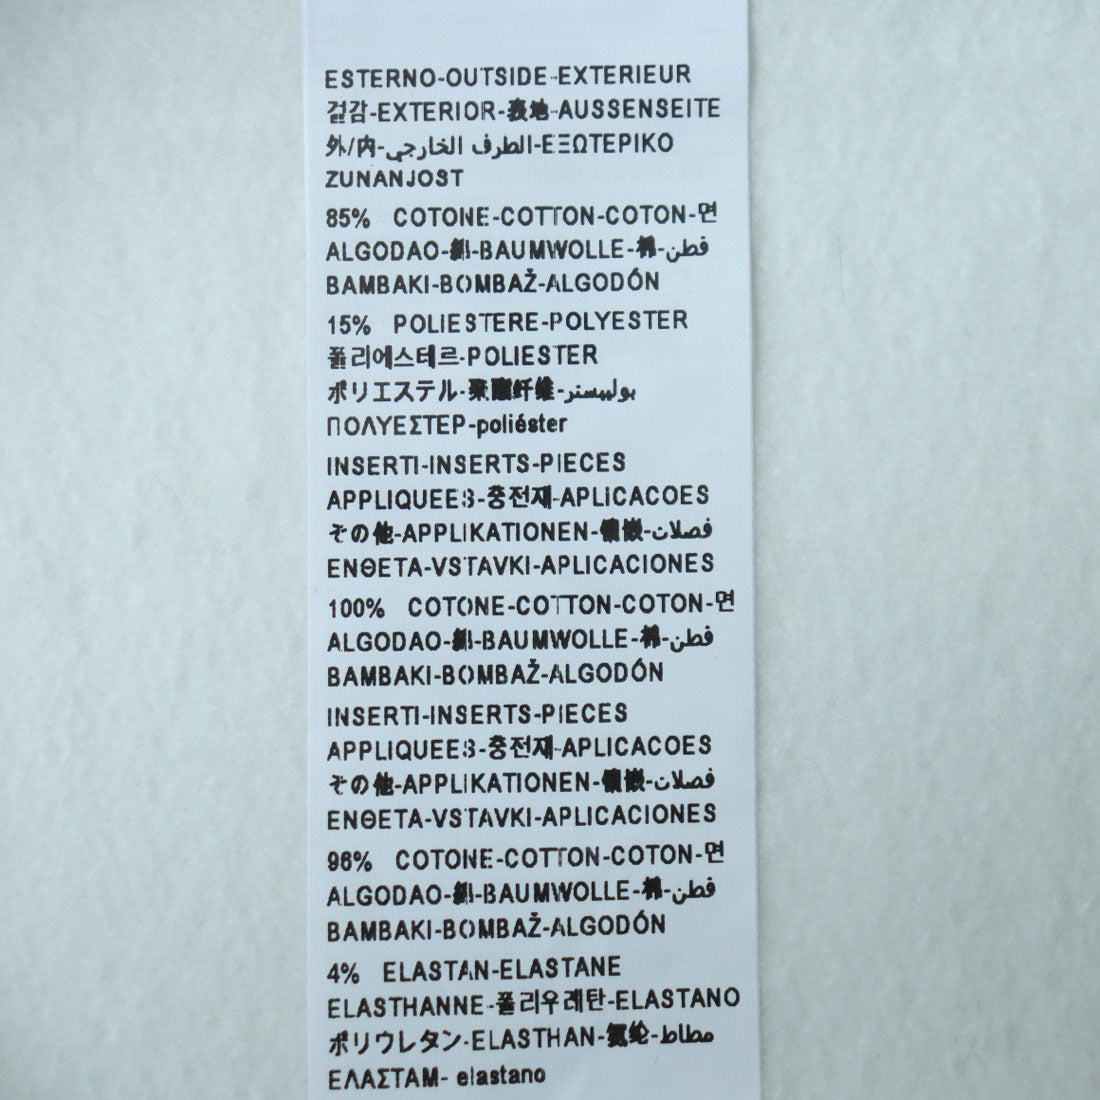 ESTERNO-OUTSIDE-EXTERIEUR
겉감-EXTERIOR-表地-AUSSENSEITE
外/内-الطرف الخارجي-ΕΞΩΤΕΡΙΚΟ
ZUNANJOST
85% COTONE-COTTON-COTON-면
ALGODAO-綿-BAUMWOLLE-棉-قطن
BAMBAKI-BOMBAŽ-ALGODÓN
15% POLIESTERE-POLYESTER
폴리에스테르-POLIESTER
ポリエステル-聚酯纤维-بوليستر
ΠΟΛΥΕΣΤΕΡ-poliéster
INSERTI-INSERTS-PIECES
APPLIQUEES-충전재-APLICACOES
その他-APPLIKATIONEN-镶嵌-فصلات
ΕΝΘΕΤΑ-VSTAVKI-APLICACIONES
100% COTONE-COTTON-COTON-면
ALGODAO-綿-BAUMWOLLE-棉-قطن
BAMBAKI-BOMBAŽ-ALGODÓN
INSERTI-INSERTS-PIECES
APPLIQUEES-충전재-APLICACOES
その他-APPLIKATIONEN-镶嵌-فصلات
ΕΝΘΕΤΑ-VSTAVKI-APLICACIONES
96% COTONE-COTTON-COTON-면
ALGODAO-綿-BAUMWOLLE-棉-قطن
BAMBAKI-BOMBAŽ-ALGODÓN
4% ELASTAN-ELASTANE
ELASTHANNE-폴리우레탄-ELASTANO
ポリウレタン-ELASTHAN-氨纶-مطاط
ΕΛΑΣΤΑΜ- elastano